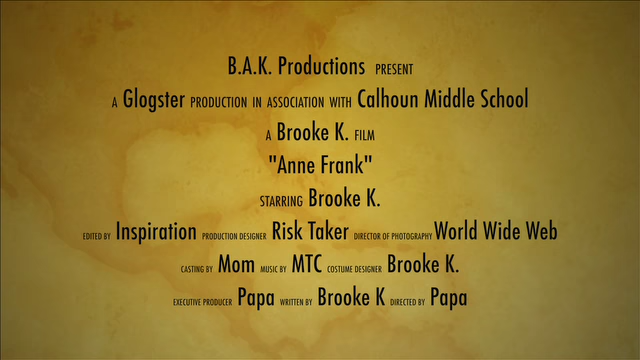 B.A.K. Productions PRESENT
A Glogster PRODUCTION IN ASSOCIATION WITH Calhoun Middle School
A Brooke K. FILM
"Anne Frank"
STARRING Brooke K.
EDITED BY Inspiration PRODUCTION DESIGNER Risk Taker DIRECTOR OF PHOTOGRAPHY World Wide Web
CASTING BY Mom MUSIC BY MTC COSTUME DESIGNER Brooke K.
EXECUTIVE PRODUCER Papa WRITTEN BY Brooke K DIRECTED BY Papa